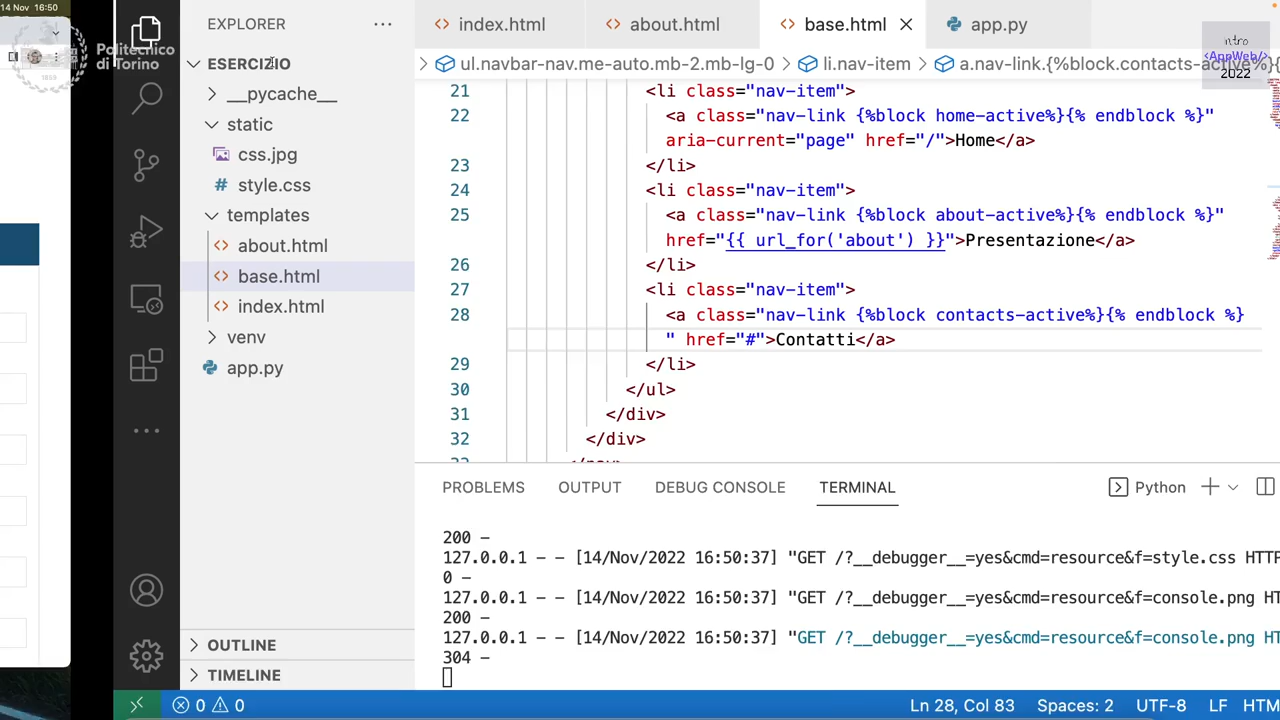 14 Nov 16:50
Politecnico
di Torino
1859
EXPLORER
ESERCIZIO
__pycache__
static
css.jpg
# style.css
templates
<> about.html
<> base.html
<> index.html
venv
app.py
OUTLINE
TIMELINE
<> index.html
<> about.html
<> base.html
app.py
intro
<AppWeb/>
2022
ul.navbar-nav.me-auto.mb-2.mb-lg-0 > li.nav-item > a.nav-link.{%block.contacts-active%}{
21 <li class="nav-item">
22 <a class="nav-link {%block home-active%}{% endblock %}"
aria-current="page" href="/">Home</a>
23 </li>
24 <li class="nav-item">
25 <a class="nav-link {%block about-active%}{% endblock %}"
href="{{ url_for('about') }}">Presentazione</a>
26 </li>
27 <li class="nav-item">
28 <a class="nav-link {%block contacts-active%}{% endblock %}
" href="#">Contatti</a>
29 </li>
30 </ul>
31 </div>
32 </div>
PROBLEMS OUTPUT DEBUG CONSOLE TERMINAL
Python
200 -
127.0.0.1 - - [14/Nov/2022 16:50:37] "GET /?__debugger__=yes&cmd=resource&f=style.css HTTP
0 -
127.0.0.1 - - [14/Nov/2022 16:50:37] "GET /?__debugger__=yes&cmd=resource&f=console.png HT
200 -
127.0.0.1 - - [14/Nov/2022 16:50:37] "GET /?__debugger__=yes&cmd=resource&f=console.png HT
304 -
0 0
Ln 28, Col 83
Spaces: 2
UTF-8
LF
HTM